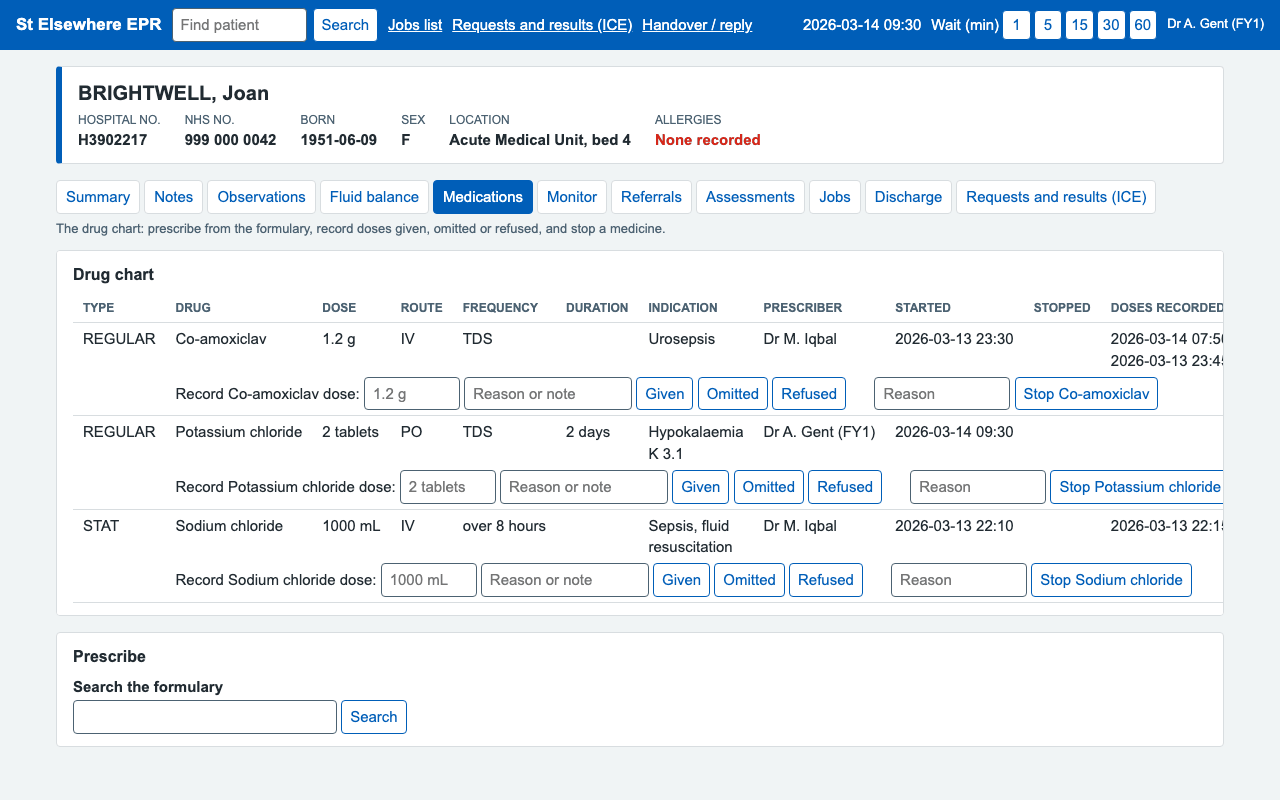 St Elsewhere EPR Find patient Search Jobs list Requests and results (ICE) Handover / reply 2026-03-14 09:30 Wait (min) 1 5 15 30 60 Dr A. Gent (FY1)
BRIGHTWELL, Joan
HOSPITAL NO. NHS NO. BORN SEX LOCATION ALLERGIES
H3902217 999 000 0042 1951-06-09 F Acute Medical Unit, bed 4 None recorded
Summary Notes Observations Fluid balance Medications Monitor Referrals Assessments Jobs Discharge Requests and results (ICE)
The drug chart: prescribe from the formulary, record doses given, omitted or refused, and stop a medicine.
Drug chart
TYPE DRUG DOSE ROUTE FREQUENCY DURATION INDICATION PRESCRIBER STARTED STOPPED DOSES RECORDED
REGULAR Co-amoxiclav 1.2 g IV TDS Urosepsis Dr M. Iqbal 2026-03-13 23:30 2026-03-14
2026-03-13
Record Co-amoxiclav dose: 1.2 g Reason or note Given Omitted Refused Reason Stop Co-amoxiclav
REGULAR Potassium chloride 2 tablets PO TDS 2 days Hypokalaemia Dr A. Gent (FY1) 2026-03-14 09:30
K 3.1
Record Potassium chloride dose: 2 tablets Reason or note Given Omitted Refused Reason Stop Potassium chloride
STAT Sodium chloride 1000 mL IV over 8 hours Sepsis, fluid Dr M. Iqbal 2026-03-13 22:10 2026-03-13
resuscitation
Record Sodium chloride dose: 1000 mL Reason or note Given Omitted Refused Reason Stop Sodium chloride
Prescribe
Search the formulary
Search